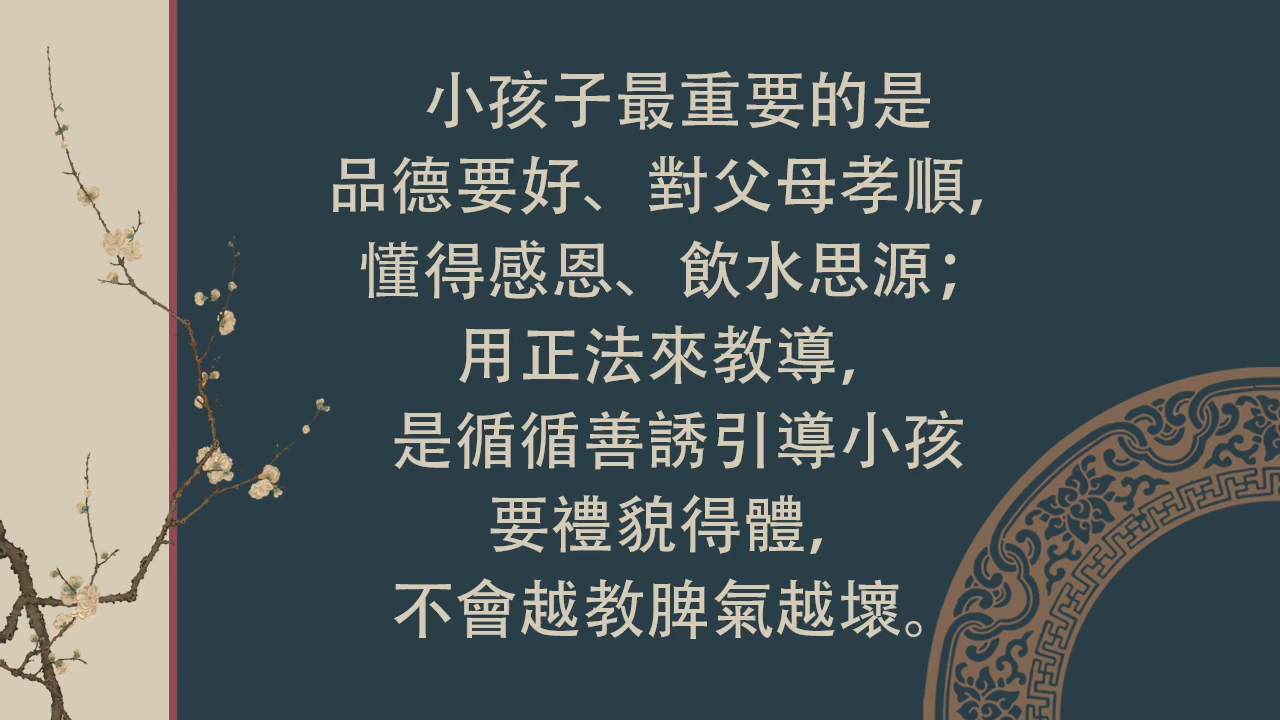 小孩子最重要的是
品德要好、對父母孝順,
懂得感恩、飲水思源;
用正法來教導,
是循循善誘引導小孩
要禮貌得體,
不會越教脾氣越壞。